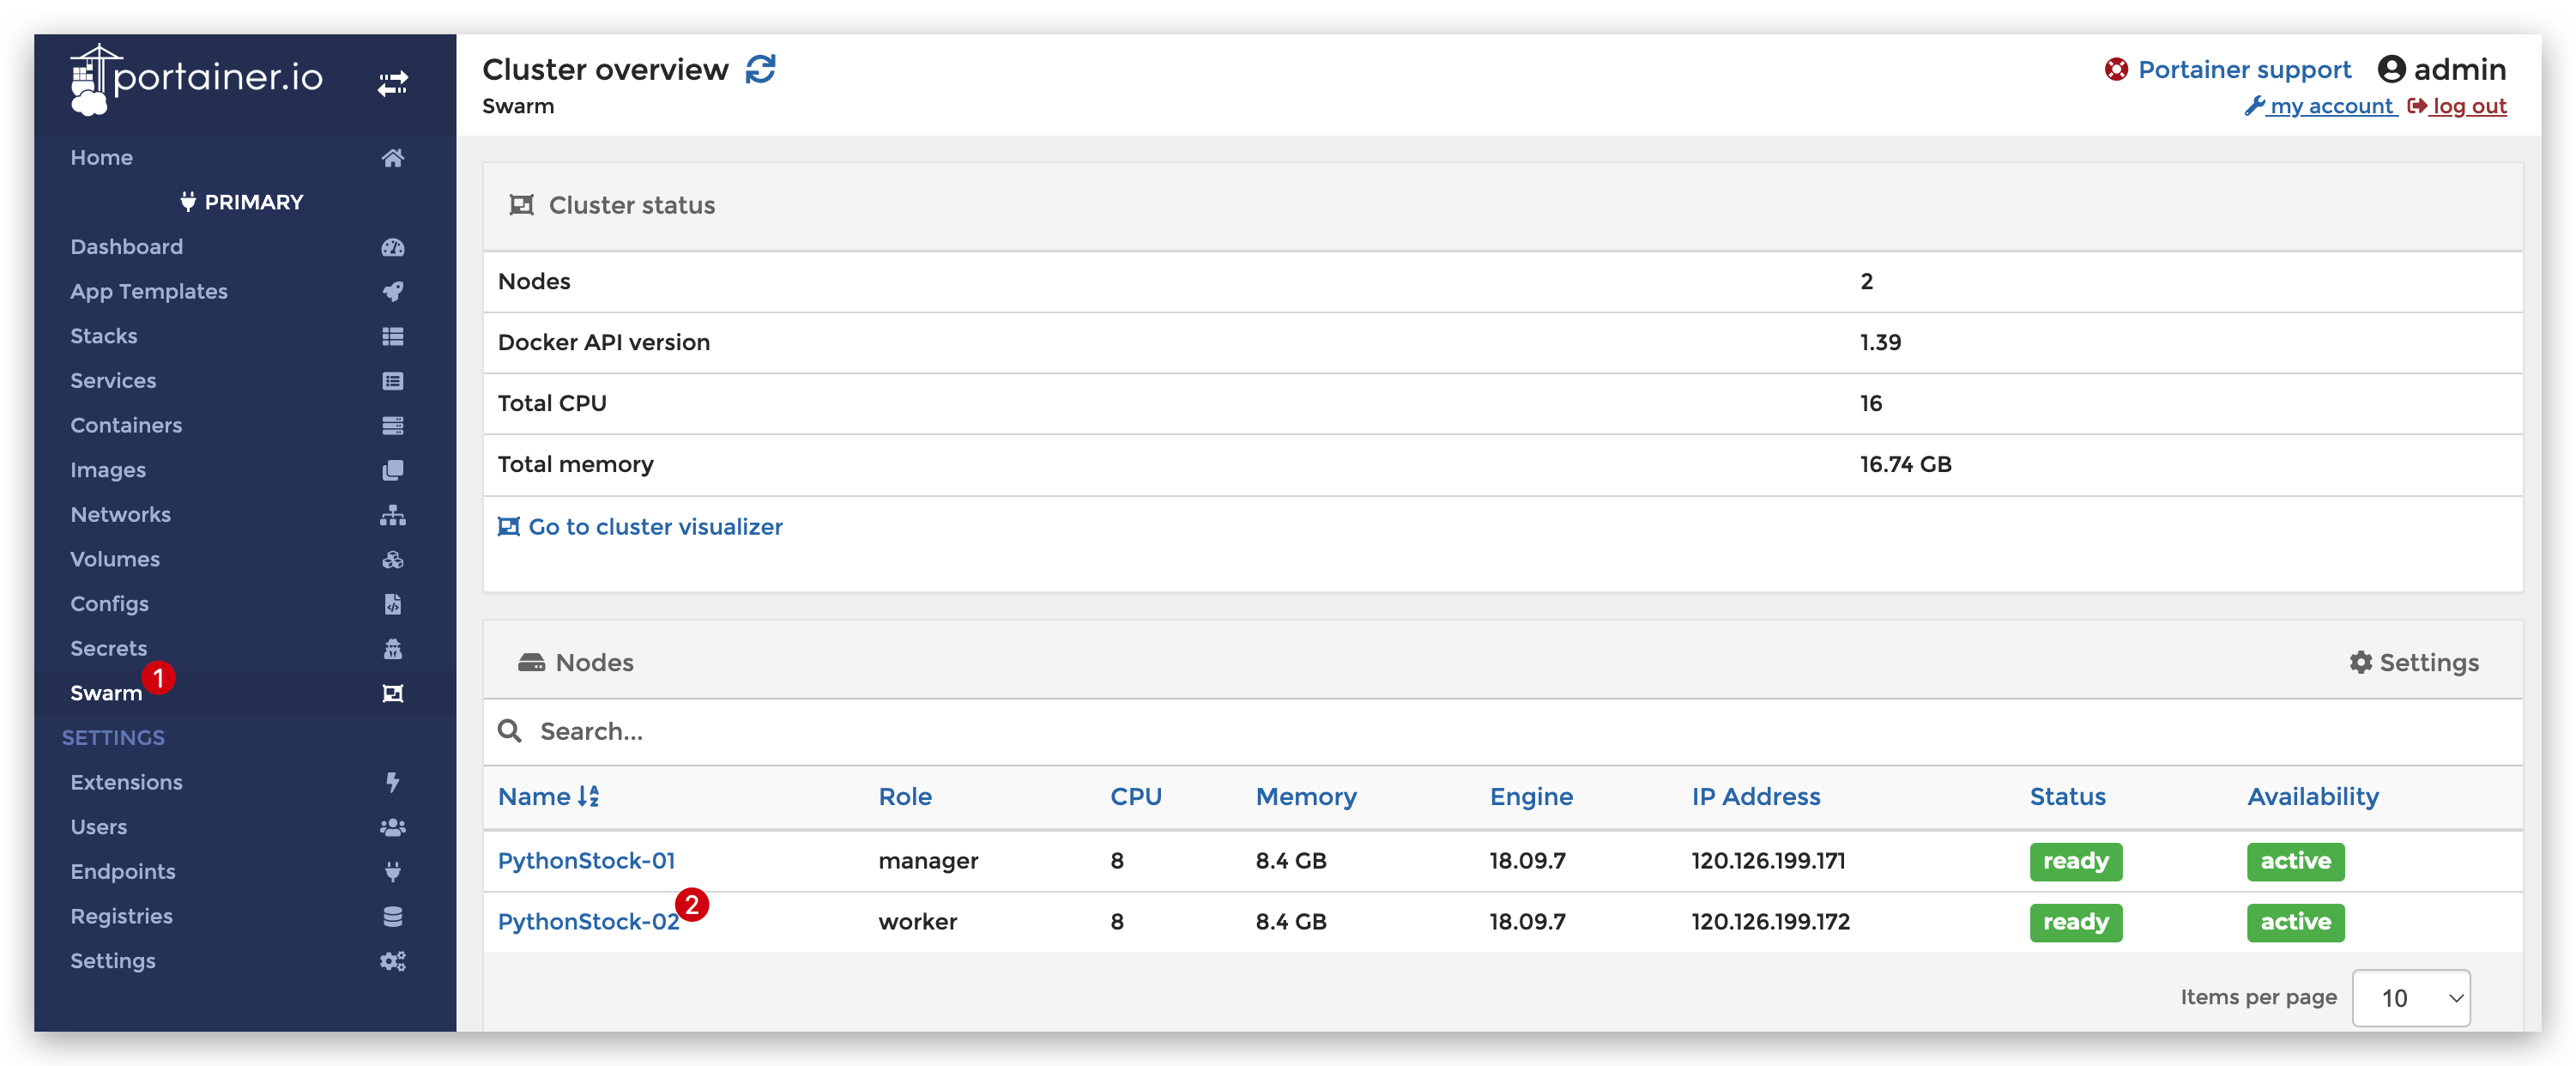 portainer.io
Home
PRIMARY
Dashboard
App Templates
Stacks
Services
Containers
Images
Networks
Volumes
Configs
Secrets
Swarm 1
SETTINGS
Extensions
Users
Endpoints
Registries
Settings
Cluster overview
Swarm
Portainer support admin
my account log out
Cluster status
Nodes 2
Docker API version 1.39
Total CPU 16
Total memory 16.74 GB
Go to cluster visualizer
Nodes Settings
Search...
Name Role CPU Memory Engine IP Address Status Availability
PythonStock-01 manager 8 8.4 GB 18.09.7 120.126.199.171 ready active
PythonStock-02 2 worker 8 8.4 GB 18.09.7 120.126.199.172 ready active
Items per page 10